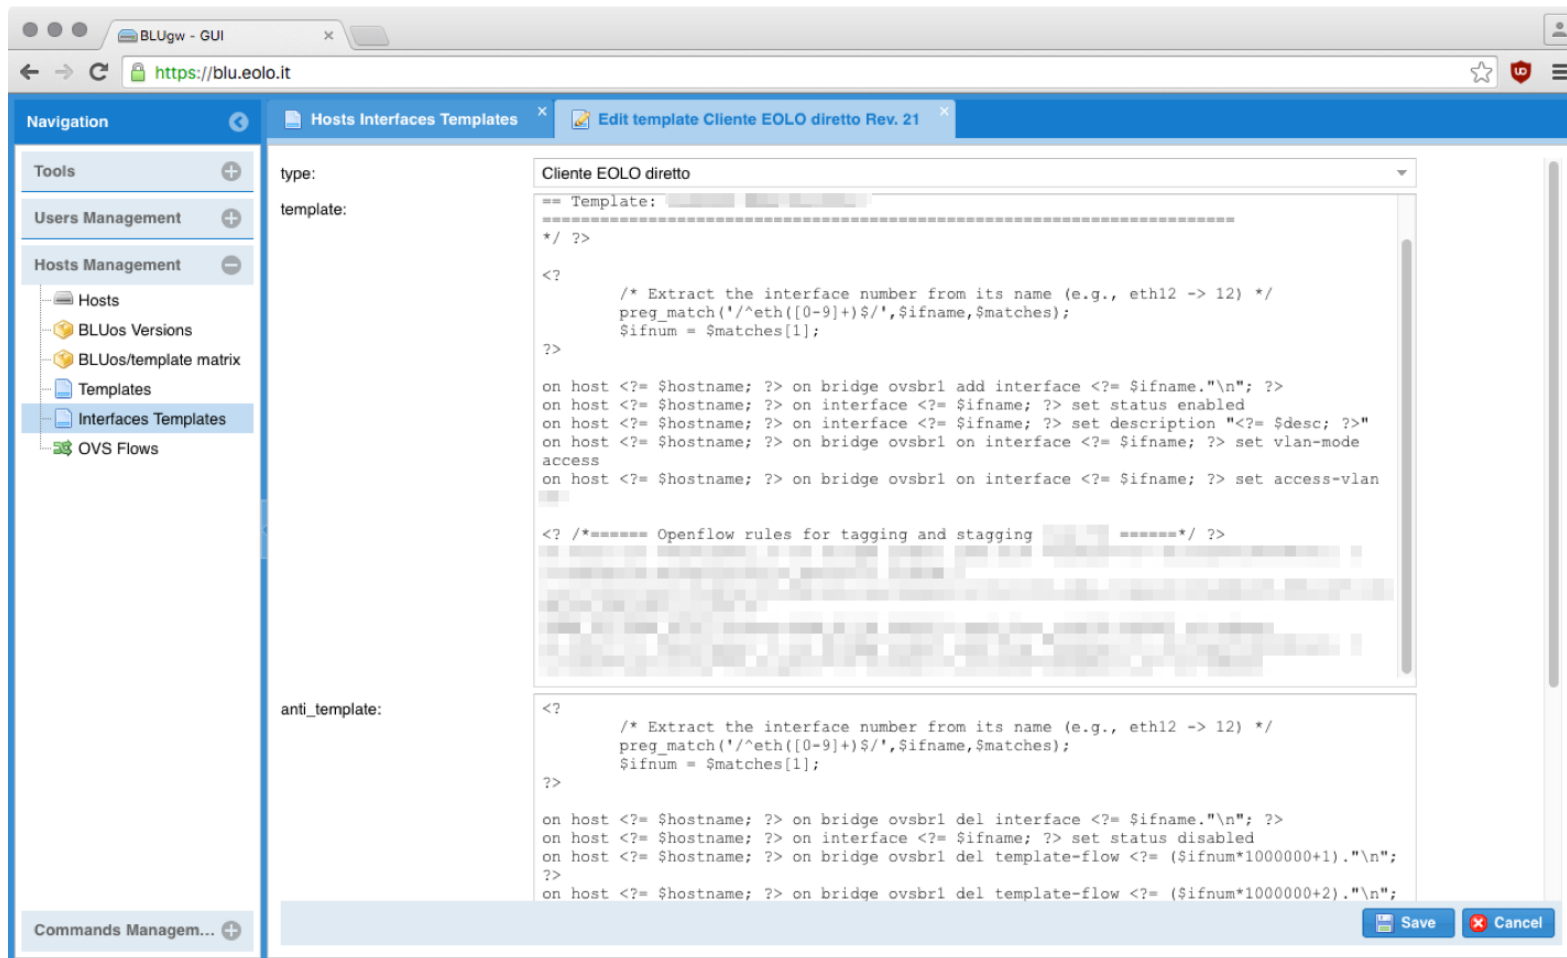 BLUgw - GUI
https://blu.eolo.it
Navigation
Hosts Interfaces Templates
Edit template Cliente EOLO diretto Rev. 21
Tools
Users Management
Hosts Management
Hosts
BLUos Versions
BLUos/template matrix
Templates
Interfaces Templates
OVS Flows
Commands Managem...
type:
Cliente EOLO diretto
template:
== Template:
========================================================================
*/ ?>
<?
/* Extract the interface number from its name (e.g., eth12 -> 12) */
preg_match('/^eth([0-9]+)$/',$ifname,$matches);
$ifnum = $matches[1];
?>
on host <?= $hostname; ?> on bridge ovsbr1 add interface <?= $ifname."\n"; ?>
on host <?= $hostname; ?> on interface <?= $ifname; ?> set status enabled
on host <?= $hostname; ?> on interface <?= $ifname; ?> set description "<?= $desc; ?>"
on host <?= $hostname; ?> on bridge ovsbr1 on interface <?= $ifname; ?> set vlan-mode
access
on host <?= $hostname; ?> on bridge ovsbr1 on interface <?= $ifname; ?> set access-vlan
<? /*====== Openflow rules for tagging and stagging ======*/ ?>
anti_template:
<?
/* Extract the interface number from its name (e.g., eth12 -> 12) */
preg_match('/^eth([0-9]+)$/',$ifname,$matches);
$ifnum = $matches[1];
?>
on host <?= $hostname; ?> on bridge ovsbr1 del interface <?= $ifname."\n"; ?>
on host <?= $hostname; ?> on interface <?= $ifname; ?> set status disabled
on host <?= $hostname; ?> on bridge ovsbr1 del template-flow <?= ($ifnum*1000000+1)."\n";
?>
on host <?= $hostname; ?> on bridge ovsbr1 del template-flow <?= ($ifnum*1000000+2)."\n";
Save
Cancel